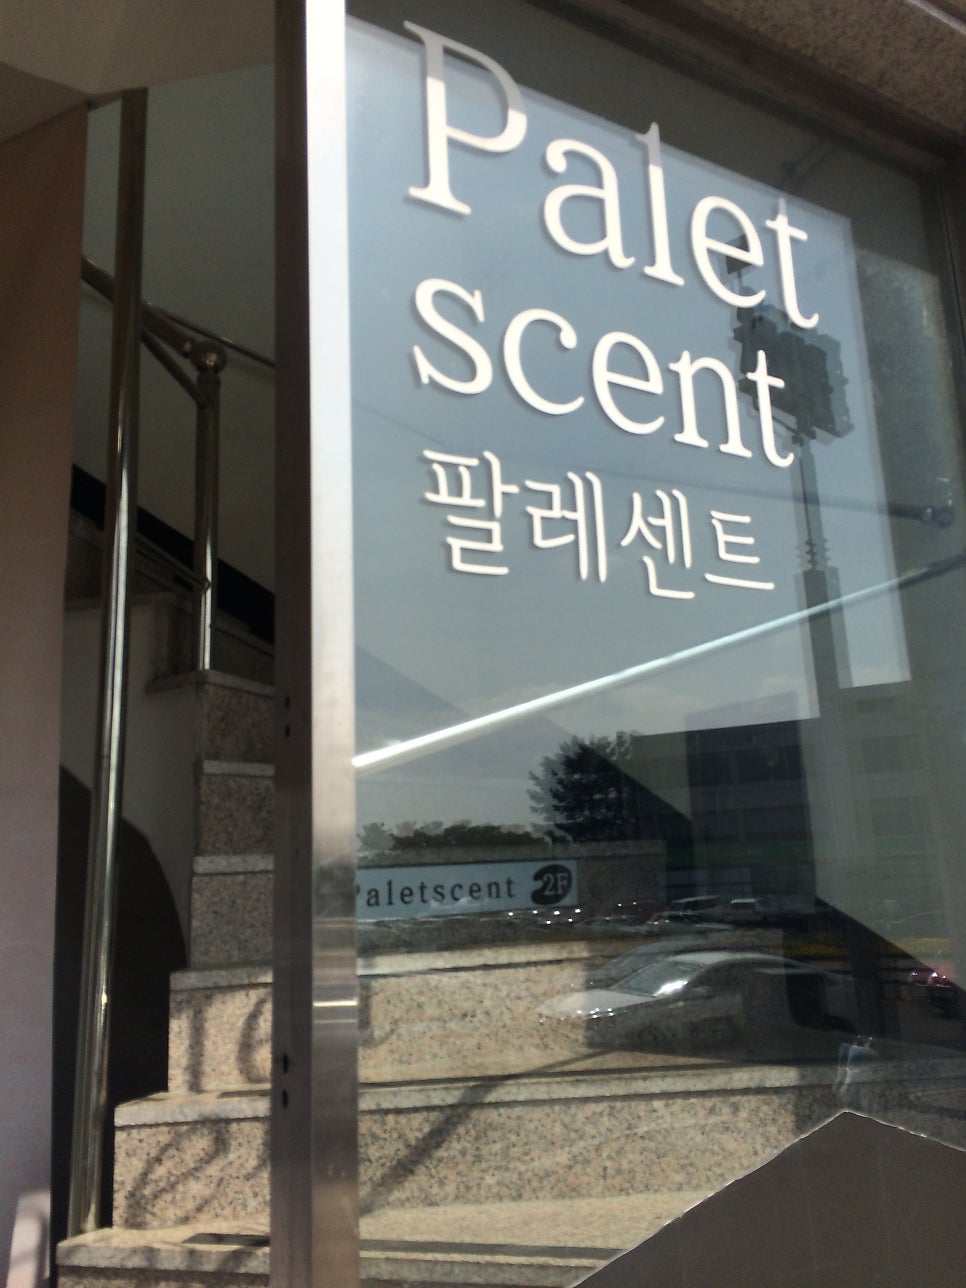 Palet
scent
팔레센트
Paletscent 2F